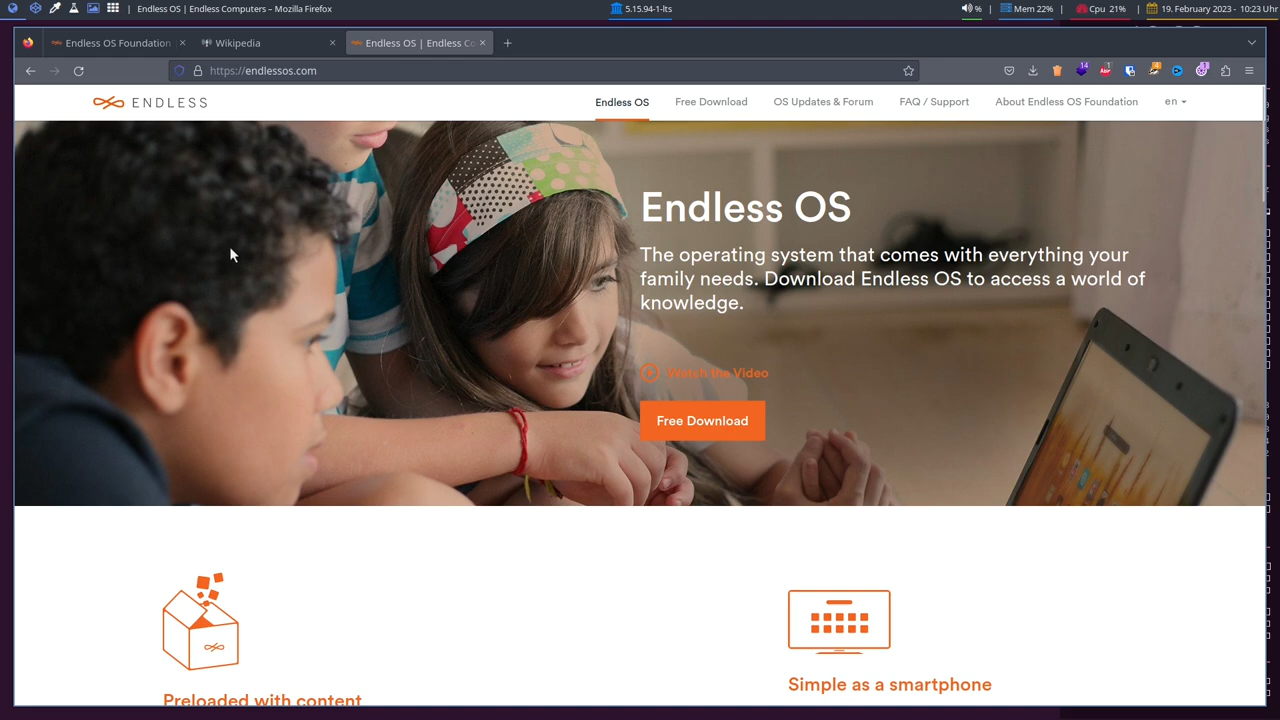 Endless OS | Endless Computers – Mozilla Firefox
5.15.94-1-lts
% |
Mem 22% |
Cpu 21% |
19. February 2023 - 10:23 Uhr
Endless OS Foundation
Wikipedia
Endless OS | Endless Co
https://endlessos.com
14
1
4
1
ENDLESS
Endless OS
Free Download
OS Updates & Forum
FAQ / Support
About Endless OS Foundation
en
Endless OS
The operating system that comes with everything your
family needs. Download Endless OS to access a world of
knowledge.
Watch the Video
Free Download
Preloaded with content
Simple as a smartphone